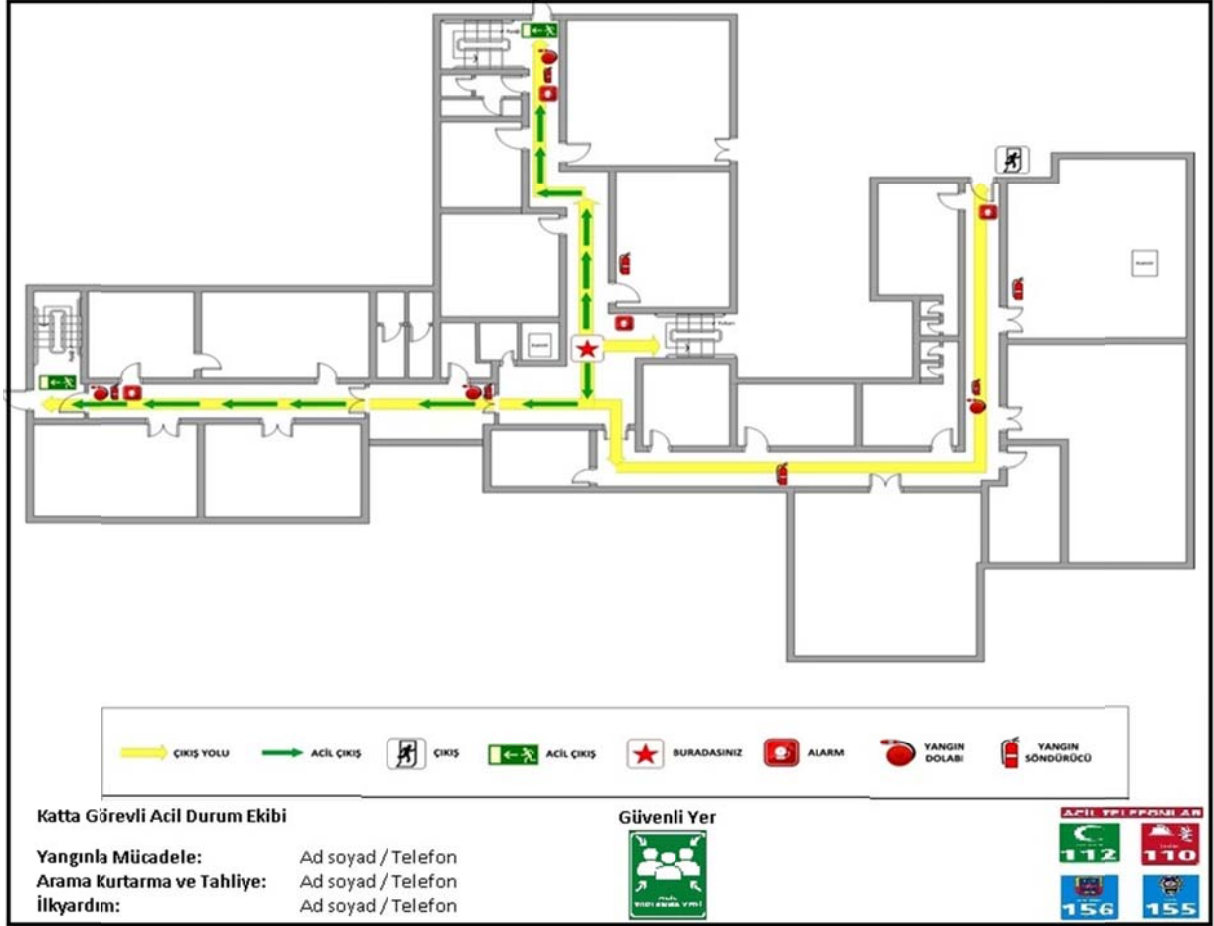 ÇIKIŞ YOLU
ACİL ÇIKIŞ
ÇIKIŞ
ACİL ÇIKIŞ
BURADASINIZ
ALARM
YANGIN
DOLABI
YANGIN
SÖNDÜRÜCÜ
Katta Görevli Acil Durum Ekibi
Yangınla Mücadele: Ad soyad / Telefon
Arama Kurtarma ve Tahliye: Ad soyad / Telefon
İlkyardım: Ad soyad / Telefon
Güvenli Yer
ACİL TELEFONLAR
112
110
156
155